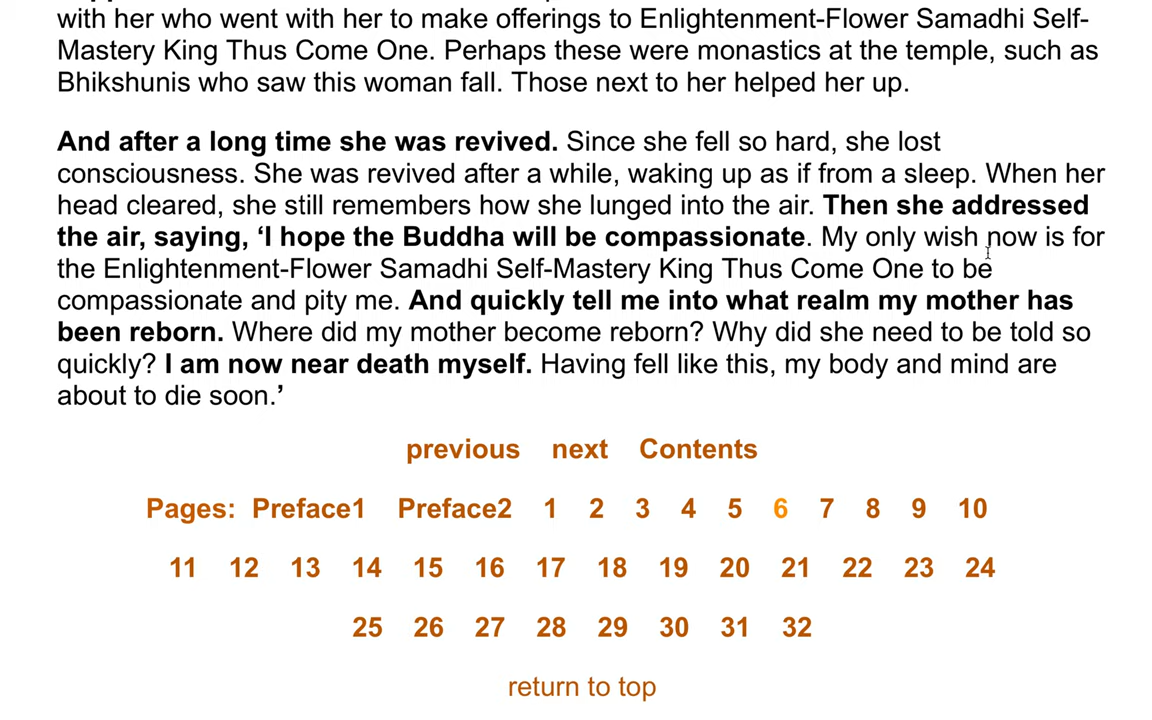 with her who went with her to make offerings to Enlightenment-Flower Samadhi Self-
Mastery King Thus Come One. Perhaps these were monastics at the temple, such as
Bhikshunis who saw this woman fall. Those next to her helped her up.
And after a long time she was revived. Since she fell so hard, she lost
consciousness. She was revived after a while, waking up as if from a sleep. When her
head cleared, she still remembers how she lunged into the air. Then she addressed
the air, saying, ‘I hope the Buddha will be compassionate. My only wish now is for
the Enlightenment-Flower Samadhi Self-Mastery King Thus Come One to be
compassionate and pity me. And quickly tell me into what realm my mother has
been reborn. Where did my mother become reborn? Why did she need to be told so
quickly? I am now near death myself. Having fell like this, my body and mind are
about to die soon.’
previous next Contents
Pages: Preface1 Preface2 1 2 3 4 5 6 7 8 9 10
11 12 13 14 15 16 17 18 19 20 21 22 23 24
25 26 27 28 29 30 31 32
return to top